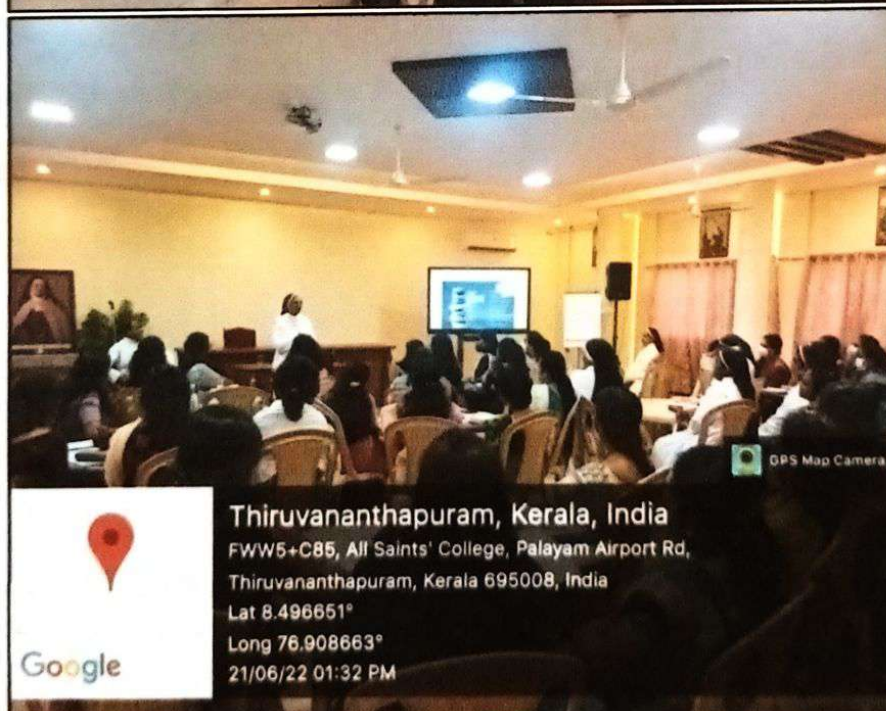 GPS Map Camera
Thiruvananthapuram, Kerala, India
FWW5+C85, All Saints' College, Palayam Airport Rd,
Thiruvananthapuram, Kerala 695008, India
Lat 8.496651°
Long 76.908663°
21/06/22 01:32 PM
Google